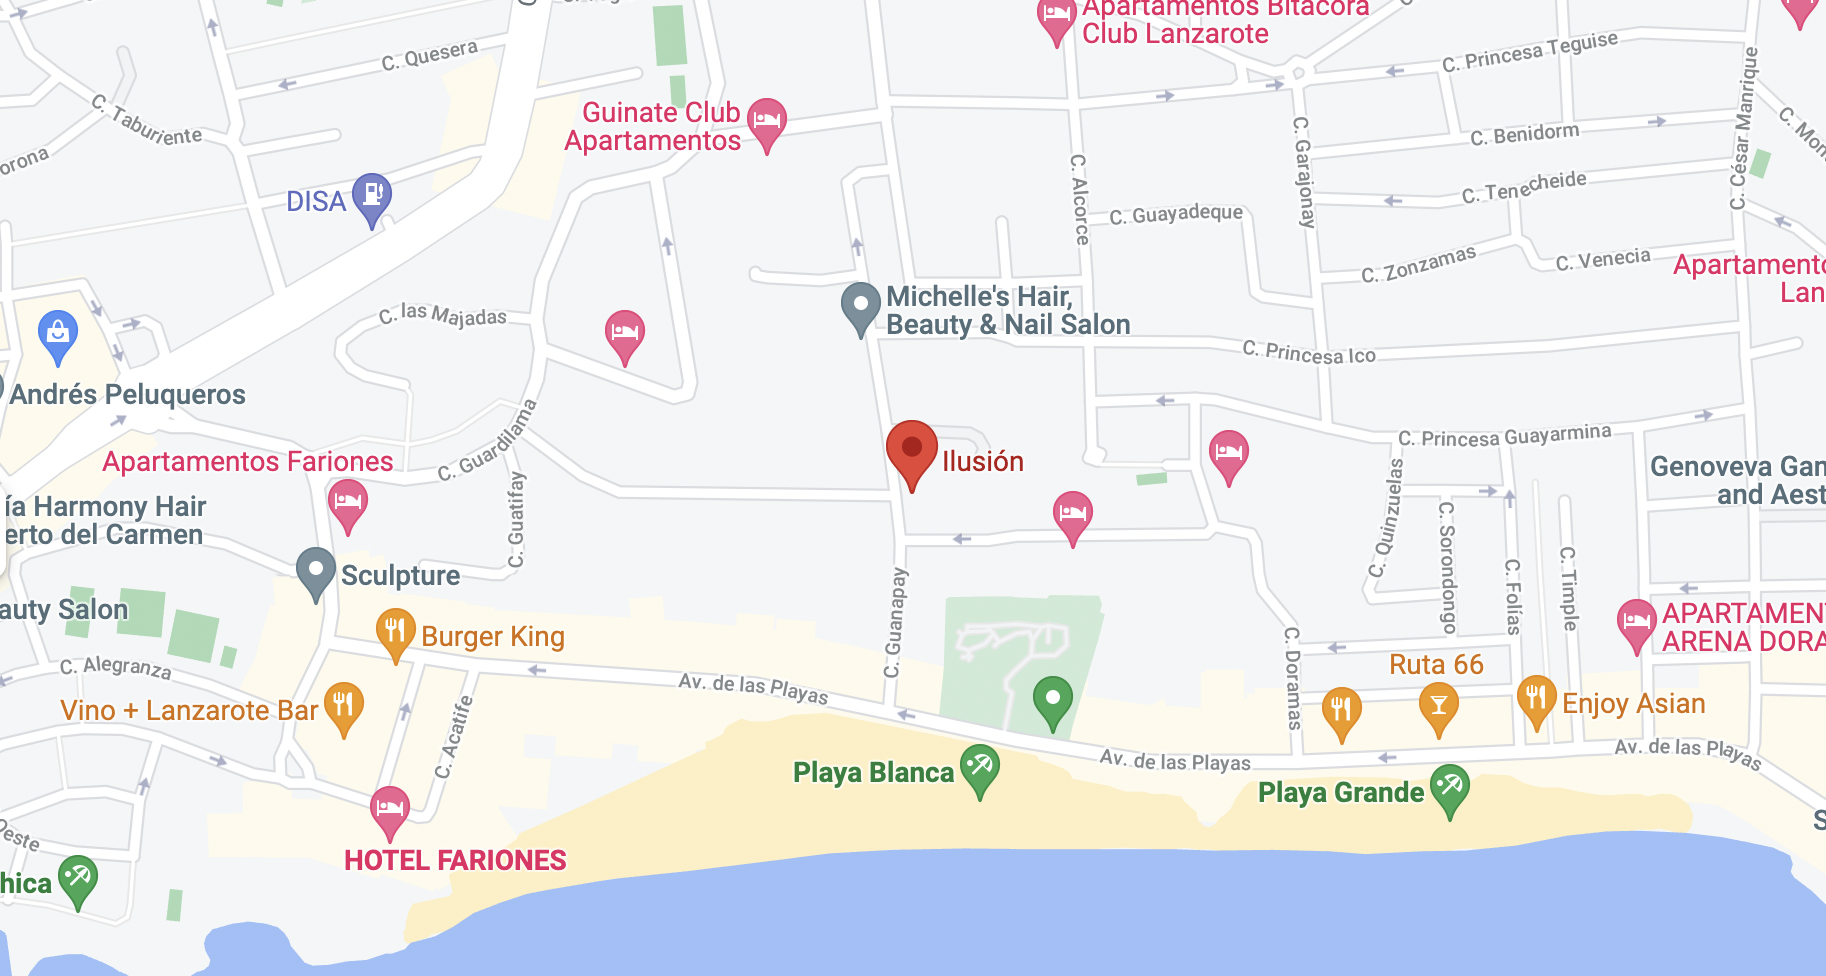 Apartamentos Bitácora
Club Lanzarote
C. Quesera
C. Princesa Teguise
C. Taburiente
Guinate Club
Apartamentos
C. Benidorm
C. César Manrique
C. Garajonay
orona
DISA
C. Alcorce
C. Guayadeque
C. Tenecheide
C. Zonzamas
C. Venecia
Apartamento
Lan
C. las Majadas
Michelle's Hair,
Beauty & Nail Salon
C. Princesa Ico
Andrés Peluqueros
C. Guardilama
C. Princesa Guayarmina
Apartamentos Fariones
Ilusión
Genoveva Gan
and Aest
ía Harmony Hair
erto del Carmen
C. Guatifay
C. Quinzuelas
C. Sorondongo
C. Folías
C. Timple
Sculpture
auty Salon
C. Guanapay
Burger King
APARTAMEN
ARENA DORA
C. Alegranza
Av. de las Playas
C. Doramas
Ruta 66
Vino + Lanzarote Bar
C. Acatife
Enjoy Asian
Av. de las Playas
Av. de las Playas
Playa Blanca
Playa Grande
HOTEL FARIONES
Oeste
hica